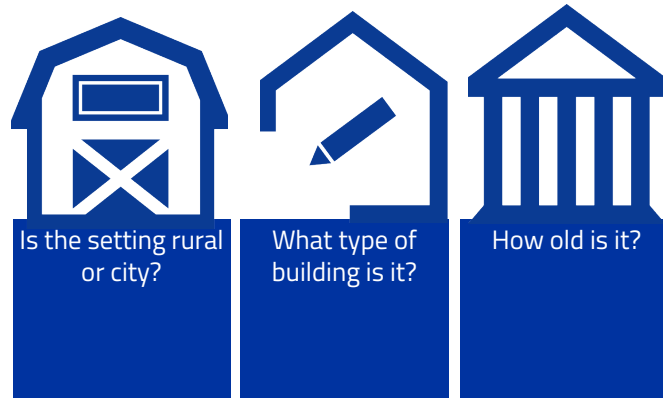 Is the setting rural
or city?
What type of
building is it?
How old is it?